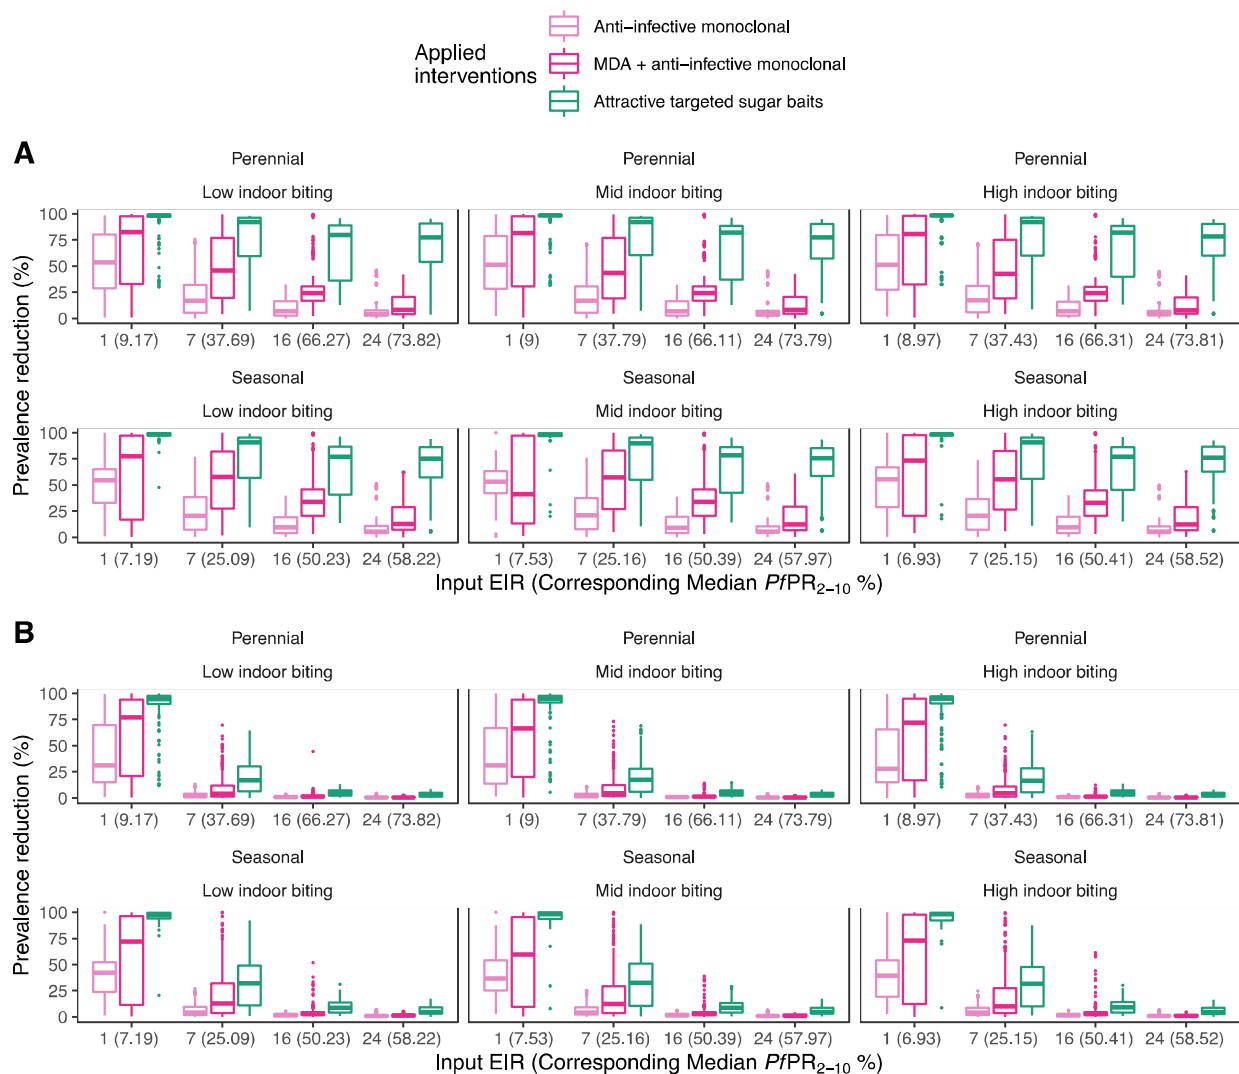 Applied
interventions
Anti−infective monoclonal
MDA + anti−infective monoclonal
Attractive targeted sugar baits
A
Perennial
Low indoor biting
Perennial
Mid indoor biting
Perennial
High indoor biting
Prevalence reduction (%)
100
75
50
25
0
1 (9.17) 7 (37.69) 16 (66.27) 24 (73.82)
1 (9) 7 (37.79) 16 (66.11) 24 (73.79)
1 (8.97) 7 (37.43) 16 (66.31) 24 (73.81)
Seasonal
Low indoor biting
Seasonal
Mid indoor biting
Seasonal
High indoor biting
100
75
50
25
0
1 (7.19) 7 (25.09) 16 (50.23) 24 (58.22)
1 (7.53) 7 (25.16) 16 (50.39) 24 (57.97)
1 (6.93) 7 (25.15) 16 (50.41) 24 (58.52)
Input EIR (Corresponding Median PfPR2−10 %)
B
Perennial
Low indoor biting
Perennial
Mid indoor biting
Perennial
High indoor biting
Prevalence reduction (%)
100
75
50
25
0
1 (9.17) 7 (37.69) 16 (66.27) 24 (73.82)
1 (9) 7 (37.79) 16 (66.11) 24 (73.79)
1 (8.97) 7 (37.43) 16 (66.31) 24 (73.81)
Seasonal
Low indoor biting
Seasonal
Mid indoor biting
Seasonal
High indoor biting
100
75
50
25
0
1 (7.19) 7 (25.09) 16 (50.23) 24 (58.22)
1 (7.53) 7 (25.16) 16 (50.39) 24 (57.97)
1 (6.93) 7 (25.15) 16 (50.41) 24 (58.52)
Input EIR (Corresponding Median PfPR2−10 %)